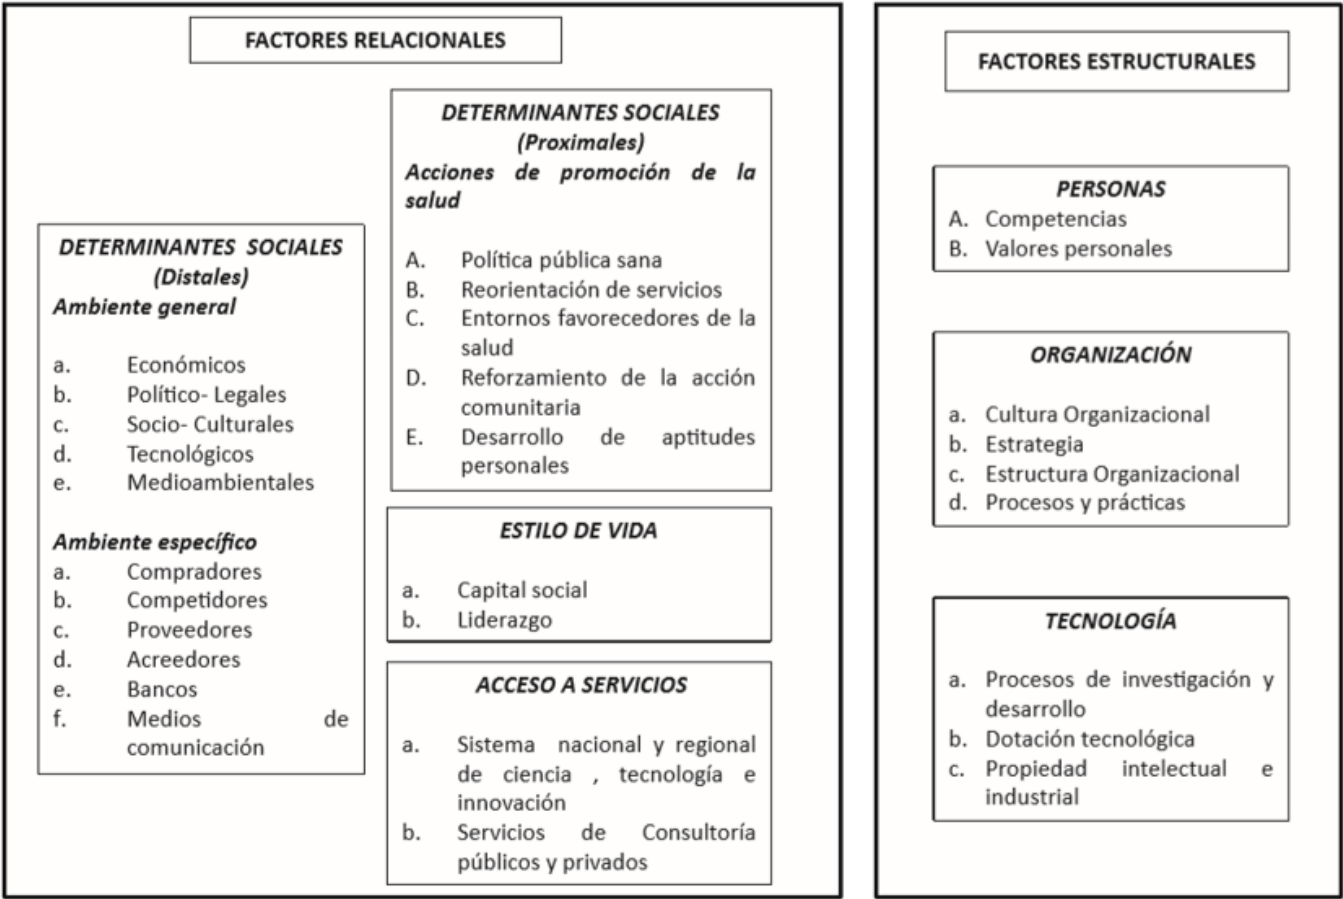 FACTORES RELACIONALES
DETERMINANTES SOCIALES
(Distales)
Ambiente general
a. Económicos
b. Político- Legales
c. Socio- Culturales
d. Tecnológicos
e. Medioambientales
Ambiente específico
a. Compradores
b. Competidores
c. Proveedores
d. Acreedores
e. Bancos
f. Medios de
comunicación
DETERMINANTES SOCIALES
(Proximales)
Acciones de promoción de la
salud
A. Política pública sana
B. Reorientación de servicios
C. Entornos favorecedores de la
salud
D. Reforzamiento de la acción
comunitaria
E. Desarrollo de aptitudes
personales
ESTILO DE VIDA
a. Capital social
b. Liderazgo
ACCESO A SERVICIOS
a. Sistema nacional y regional
de ciencia , tecnología e
innovación
b. Servicios de Consultoría
públicos y privados
FACTORES ESTRUCTURALES
PERSONAS
A. Competencias
B. Valores personales
ORGANIZACIÓN
a. Cultura Organizacional
b. Estrategia
c. Estructura Organizacional
d. Procesos y prácticas
TECNOLOGÍA
a. Procesos de investigación y
desarrollo
b. Dotación tecnológica
c. Propiedad intelectual e
industrial